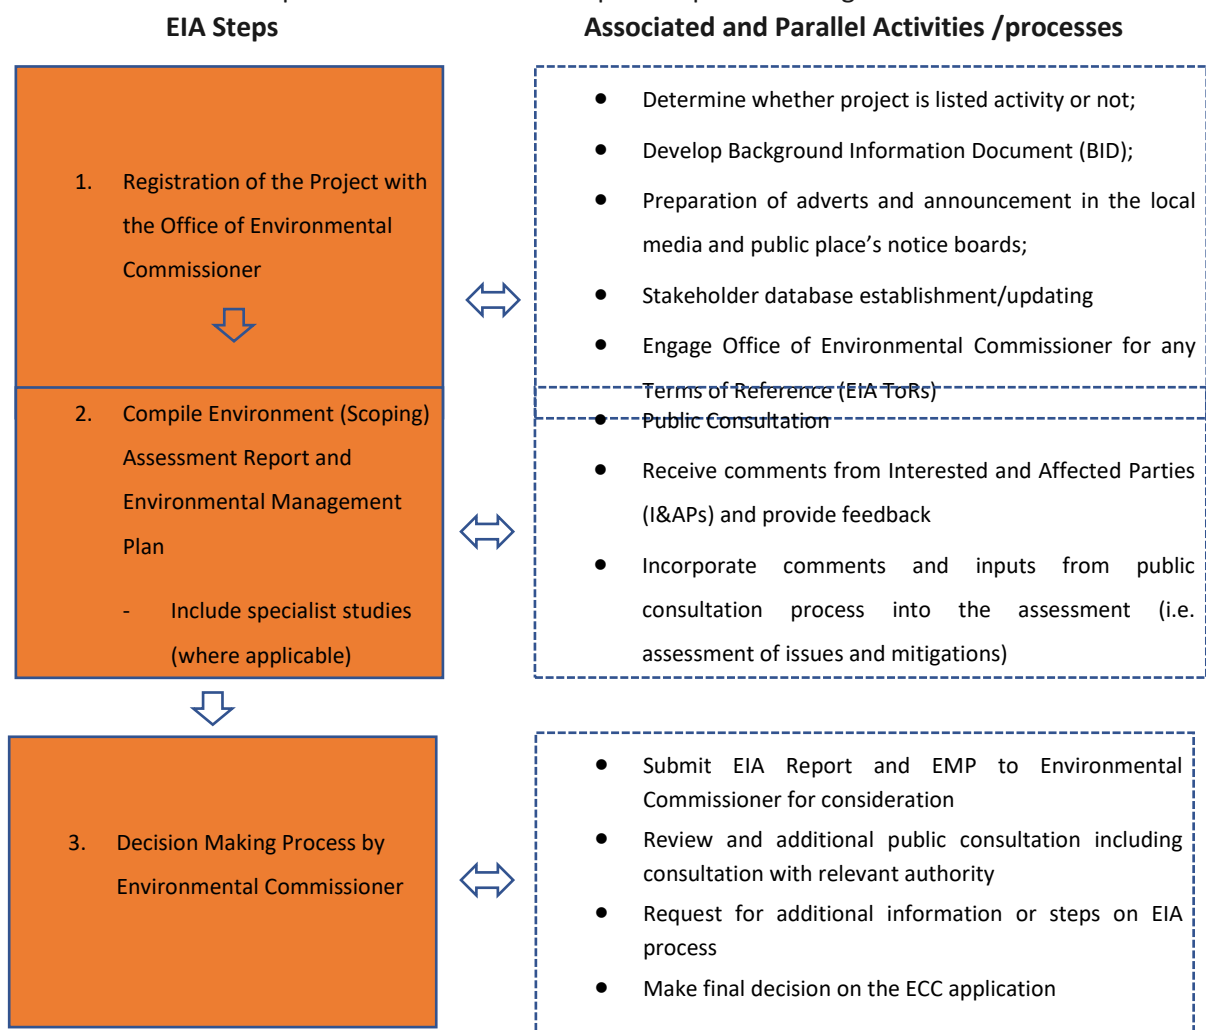 EIA Steps
Associated and Parallel Activities /processes
1. Registration of the Project with
the Office of Environmental
Commissioner
● Determine whether project is listed activity or not;
● Develop Background Information Document (BID);
● Preparation of adverts and announcement in the local
media and public place's notice boards;
● Stakeholder database establishment/updating
● Engage Office of Environmental Commissioner for any
Terms of Reference (EIA ToRs)
2. Compile Environment (Scoping)
Assessment Report and
Environmental Management
Plan
- Include specialist studies
(where applicable)
● Public Consultation
● Receive comments from Interested and Affected Parties
(I&APs) and provide feedback
● Incorporate comments and inputs from public
consultation process into the assessment (i.e.
assessment of issues and mitigations)
3. Decision Making Process by
Environmental Commissioner
● Submit EIA Report and EMP to Environmental
Commissioner for consideration
● Review and additional public consultation including
consultation with relevant authority
● Request for additional information or steps on EIA
process
● Make final decision on the ECC application